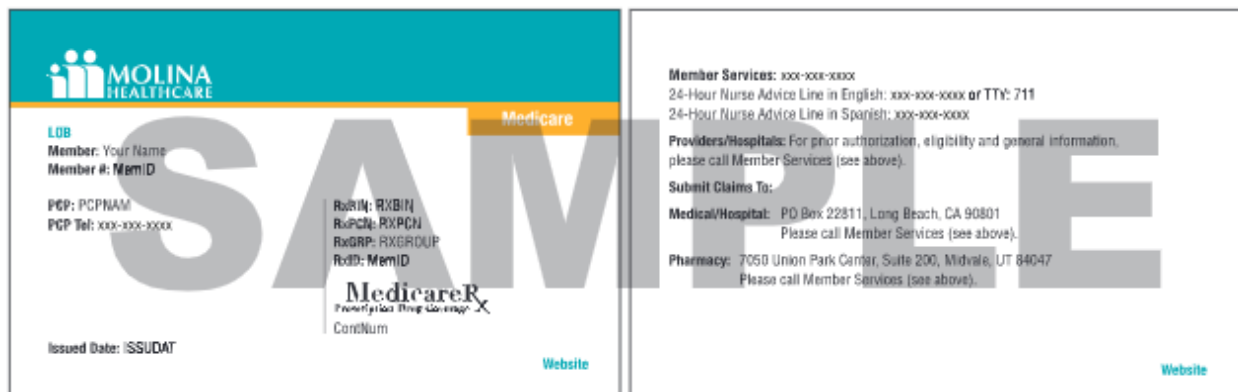 MOLINA
HEALTHCARE
Medicare
LOB
Member: Your Name
Member #: MemID
PCP: PCPNAM
PCP Tel: xxx-xxx-xxxx
RxBIN: RXBIN
RxPCN: RXPCN
RxGRP: RXGROUP
RxID: MemID
MedicareRx
Prescription Drug Coverage
ContNum
Issued Date: ISSUDAT
Website
Member Services: xxx-xxx-xxxx
24-Hour Nurse Advice Line in English: xxx-xxx-xxxx or TTY: 711
24-Hour Nurse Advice Line in Spanish: xxx-xxx-xxxx
Providers/Hospitals: For prior authorization, eligibility and general information,
please call Member Services (see above).
Submit Claims To:
Medical/Hospital: PO Box 22811, Long Beach, CA 90801
Please call Member Services (see above).
Pharmacy: 7050 Union Park Center, Suite 200, Midvale, UT 84047
Please call Member Services (see above).
Website
SAMPLE